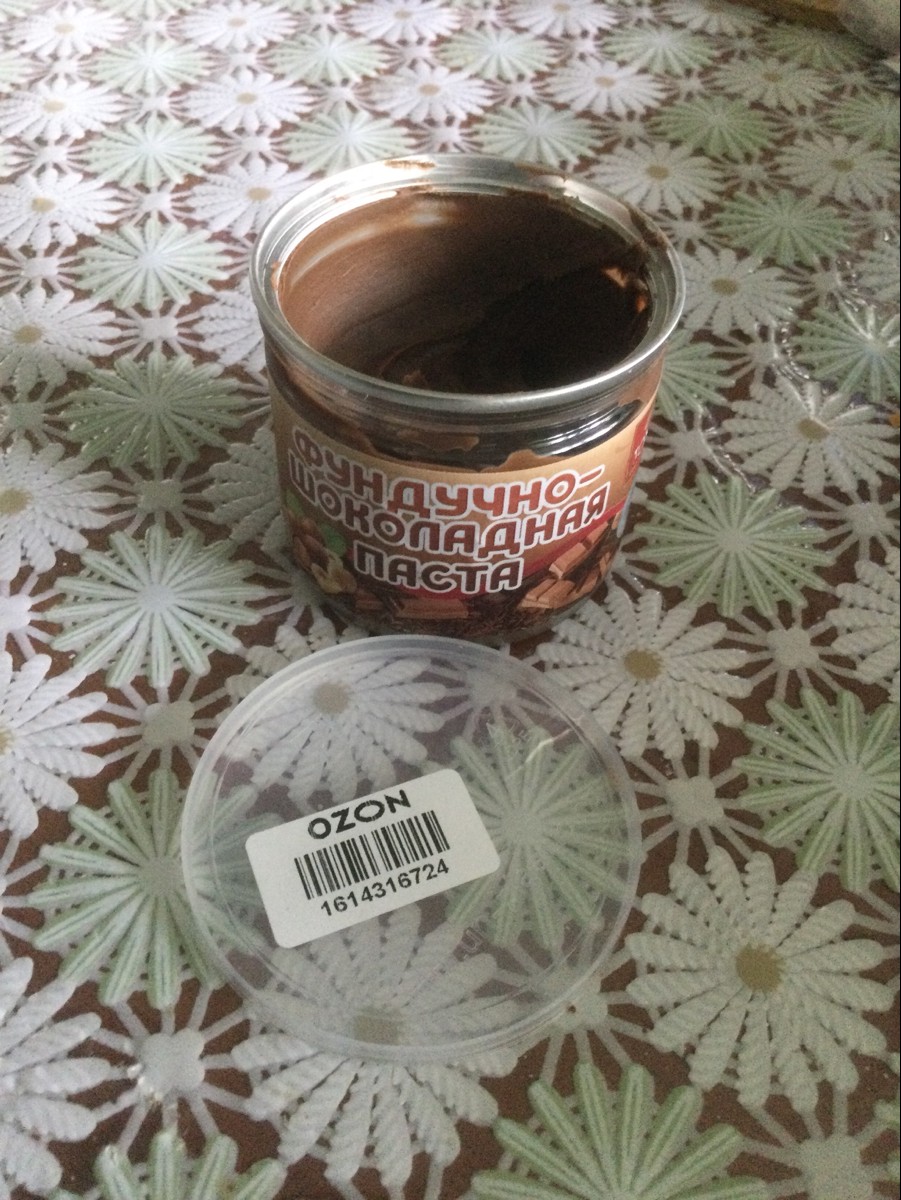 ФУНДУЧНО-
ШОКОЛАДНАЯ
ПАСТА
OZON
1614316724